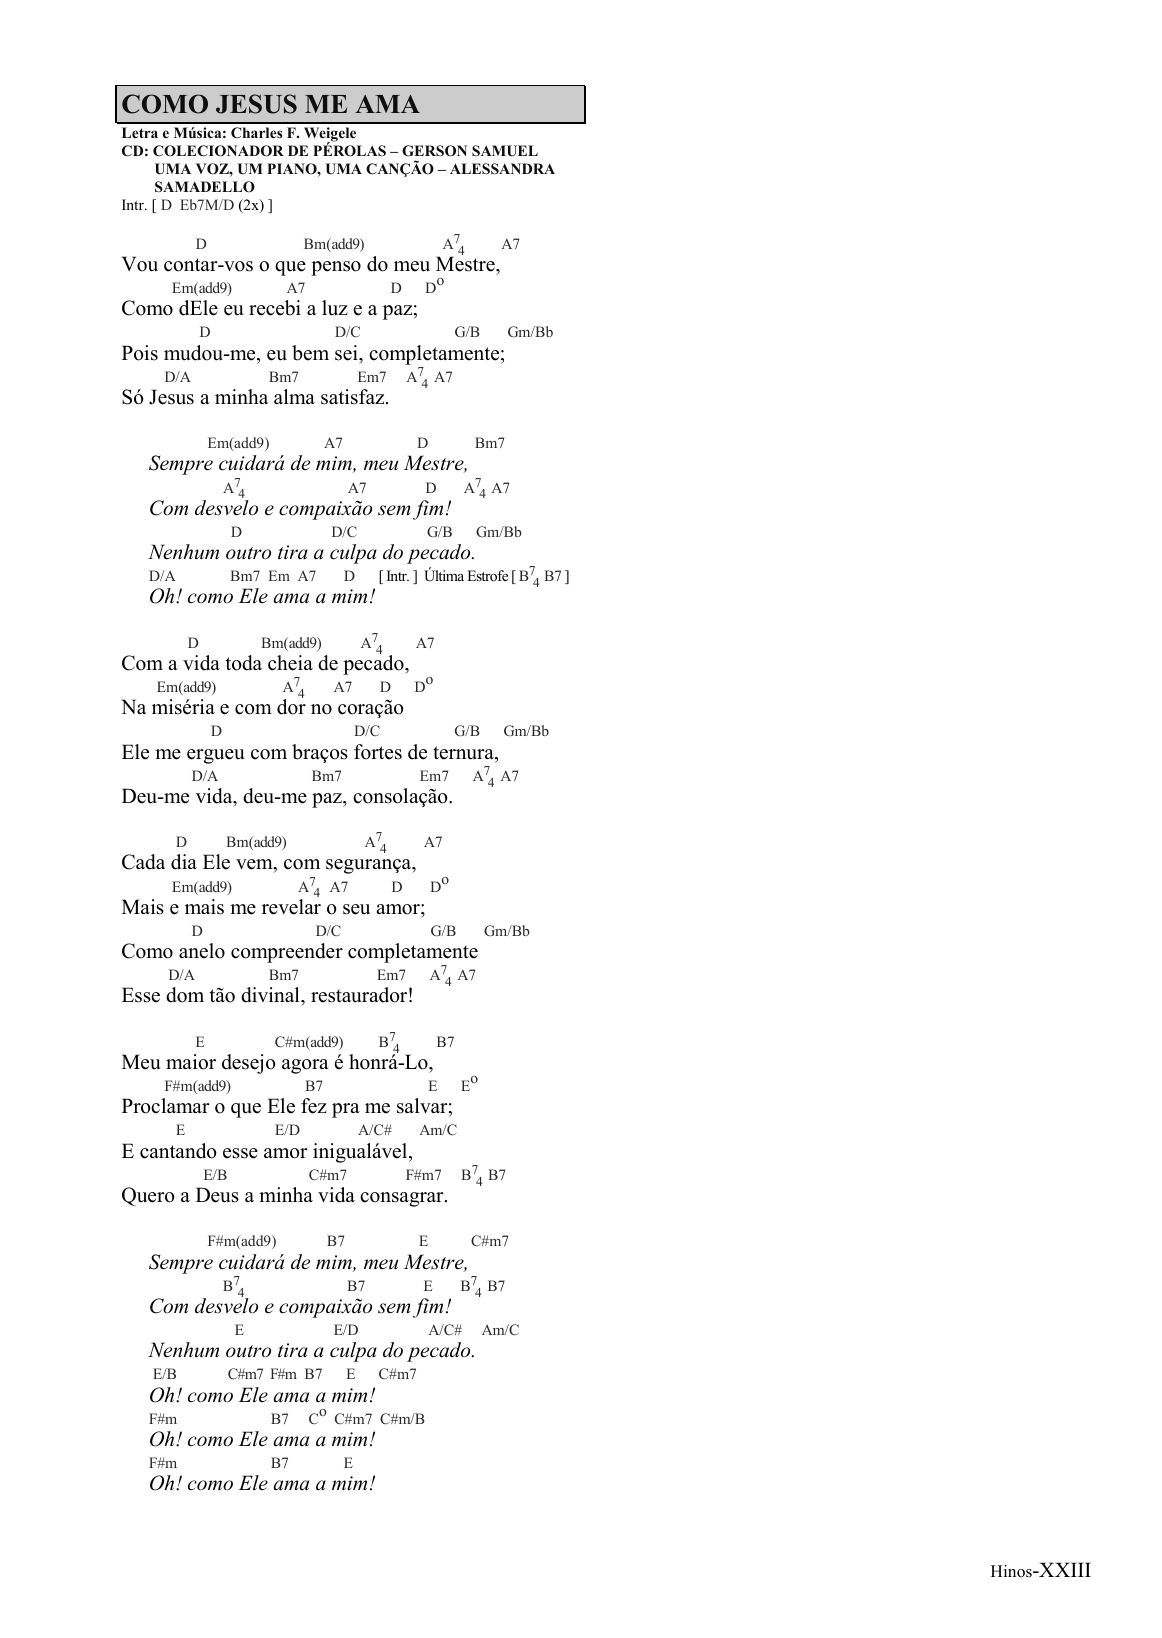 COMO JESUS ME AMA
Letra e Música: Charles F. Weigele
CD: COLECIONADOR DE PÉROLAS – GERSON SAMUEL
UMA VOZ, UM PIANO, UMA CANÇÃO – ALESSANDRA
SAMADELLO
Intr. [ D Eb7M/D (2x) ]
D Bm(add9) A7 4 A7
Vou contar-vos o que penso do meu Mestre,
Em(add9) A7 D Do
Como dEle eu recebi a luz e a paz;
D D/C G/B Gm/Bb
Pois mudou-me, eu bem sei, completamente;
D/A Bm7 Em7 A7 4 A7
Só Jesus a minha alma satisfaz.
Em(add9) A7 D Bm7
Sempre cuidará de mim, meu Mestre,
A7 4 A7 D A7 4 A7
Com desvelo e compaixão sem fim!
D D/C G/B Gm/Bb
Nenhum outro tira a culpa do pecado.
D/A Bm7 Em A7 D [ Intr. ] Última Estrofe [ B7 4 B7 ]
Oh! como Ele ama a mim!
D Bm(add9) A7 4 A7
Com a vida toda cheia de pecado,
Em(add9) A7 4 A7 D Do
Na miséria e com dor no coração
D D/C G/B Gm/Bb
Ele me ergueu com braços fortes de ternura,
D/A Bm7 Em7 A7 4 A7
Deu-me vida, deu-me paz, consolação.
D Bm(add9) A7 4 A7
Cada dia Ele vem, com segurança,
Em(add9) A7 4 A7 D Do
Mais e mais me revelar o seu amor;
D D/C G/B Gm/Bb
Como anelo compreender completamente
D/A Bm7 Em7 A7 4 A7
Esse dom tão divinal, restaurador!
E C#m(add9) B7 4 B7
Meu maior desejo agora é honrá-Lo,
F#m(add9) B7 E Eo
Proclamar o que Ele fez pra me salvar;
E E/D A/C# Am/C
E cantando esse amor inigualável,
E/B C#m7 F#m7 B7 4 B7
Quero a Deus a minha vida consagrar.
F#m(add9) B7 E C#m7
Sempre cuidará de mim, meu Mestre,
B7 4 B7 E B7 4 B7
Com desvelo e compaixão sem fim!
E E/D A/C# Am/C
Nenhum outro tira a culpa do pecado.
E/B C#m7 F#m B7 E C#m7
Oh! como Ele ama a mim!
F#m B7 Co C#m7 C#m/B
Oh! como Ele ama a mim!
F#m B7 E
Oh! como Ele ama a mim!
Hinos-XXIII